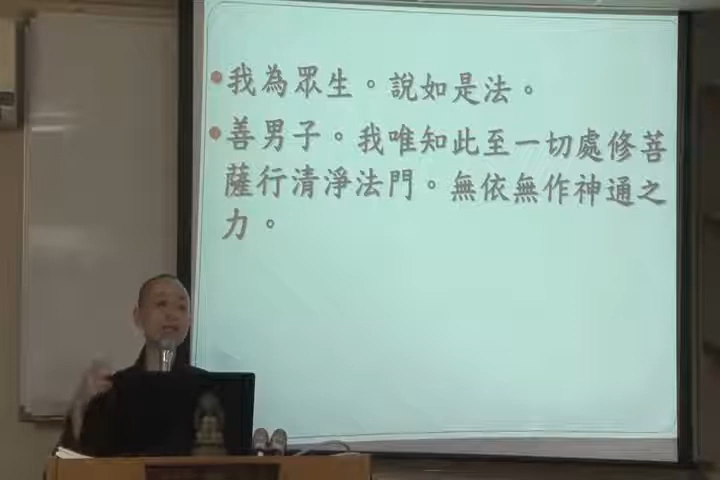 •我為眾生。說如是法。
•善男子。我唯知此至一切處修菩
薩行清淨法門。無依無作神通之
力。